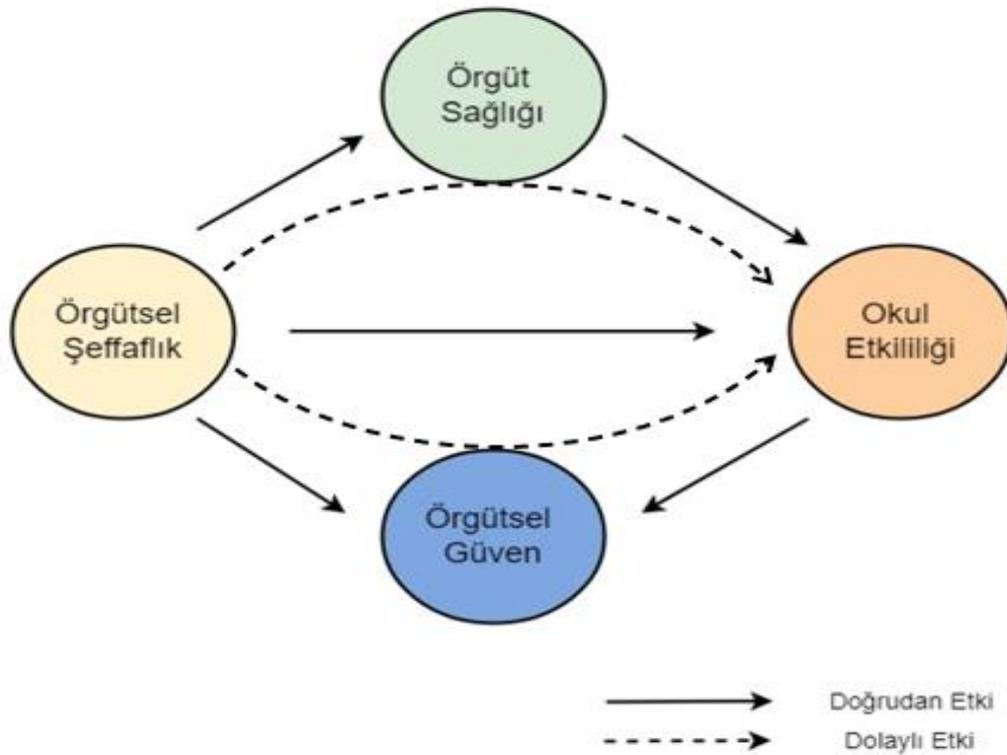 Örgüt
Sağlığı
Örgütsel
Şeffaflık
Okul
Etkililiği
Örgütsel
Güven
Doğrudan Etki
Dolaylı Etki